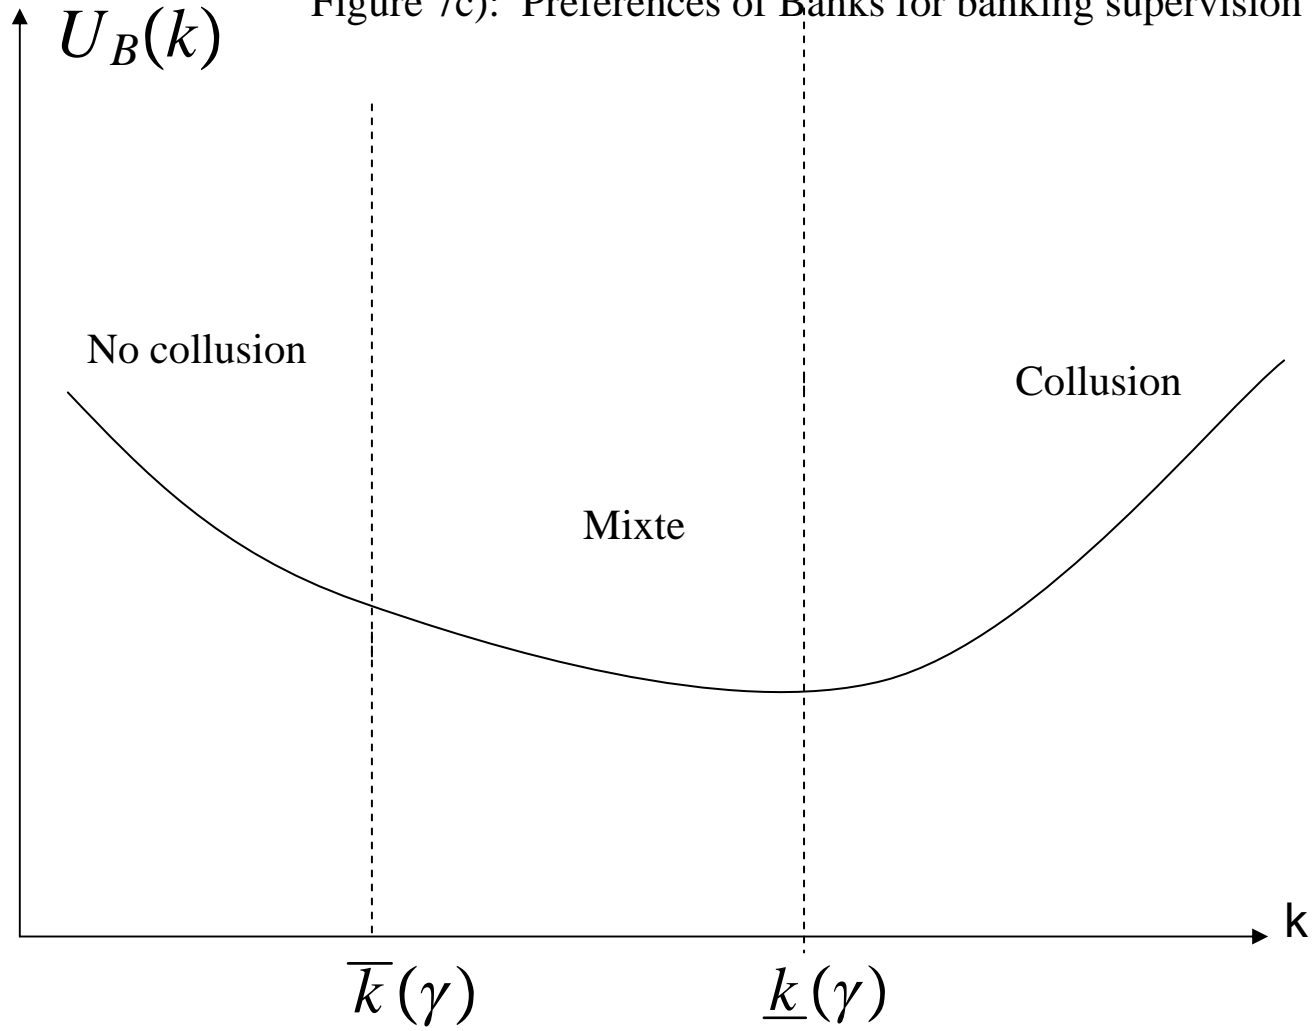 Figure 7c): Preferences of Banks for banking supervision
U_B(k)
No collusion
Collusion
Mixte
k
k̅(γ)
k̲(γ)